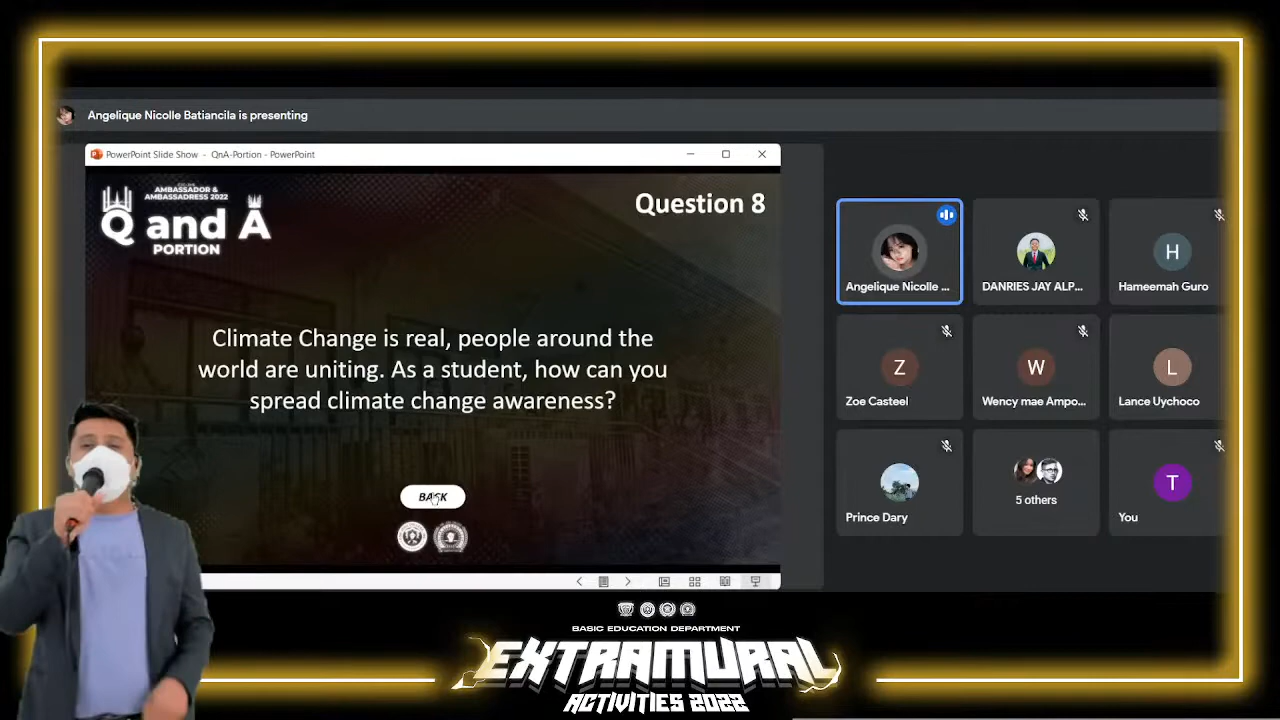 Angelique Nicolle Batiancila is presenting
PowerPoint Slide Show - QnA-Portion - PowerPoint
AMBASSADOR &
AMBASSADRESS 2022
Q and A
PORTION
Question 8
Climate Change is real, people around the
world are uniting. As a student, how can you
spread climate change awareness?
BACK
Angelique Nicolle ...
DANRIES JAY ALP...
H
Hameemah Guro
Z
Zoe Casteel
W
Wency mae Ampo...
L
Lance Uychoco
Prince Dary
5 others
T
You
BASIC EDUCATION DEPARTMENT
EXTRAMURAL
ACTIVITIES 2022